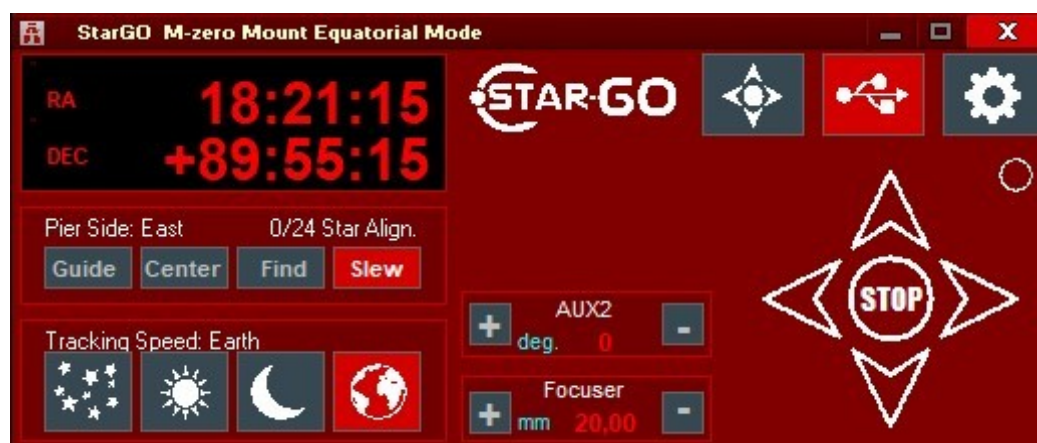 StarGO M-zero Mount Equatorial Mode
X
RA 18:21:15
DEC +89:55:15
STAR-GO
Pier Side: East 0/24 Star Align.
Guide Center Find Slew
Tracking Speed: Earth
+ AUX2 -
deg. 0
+ Focuser -
mm 20,00
STOP